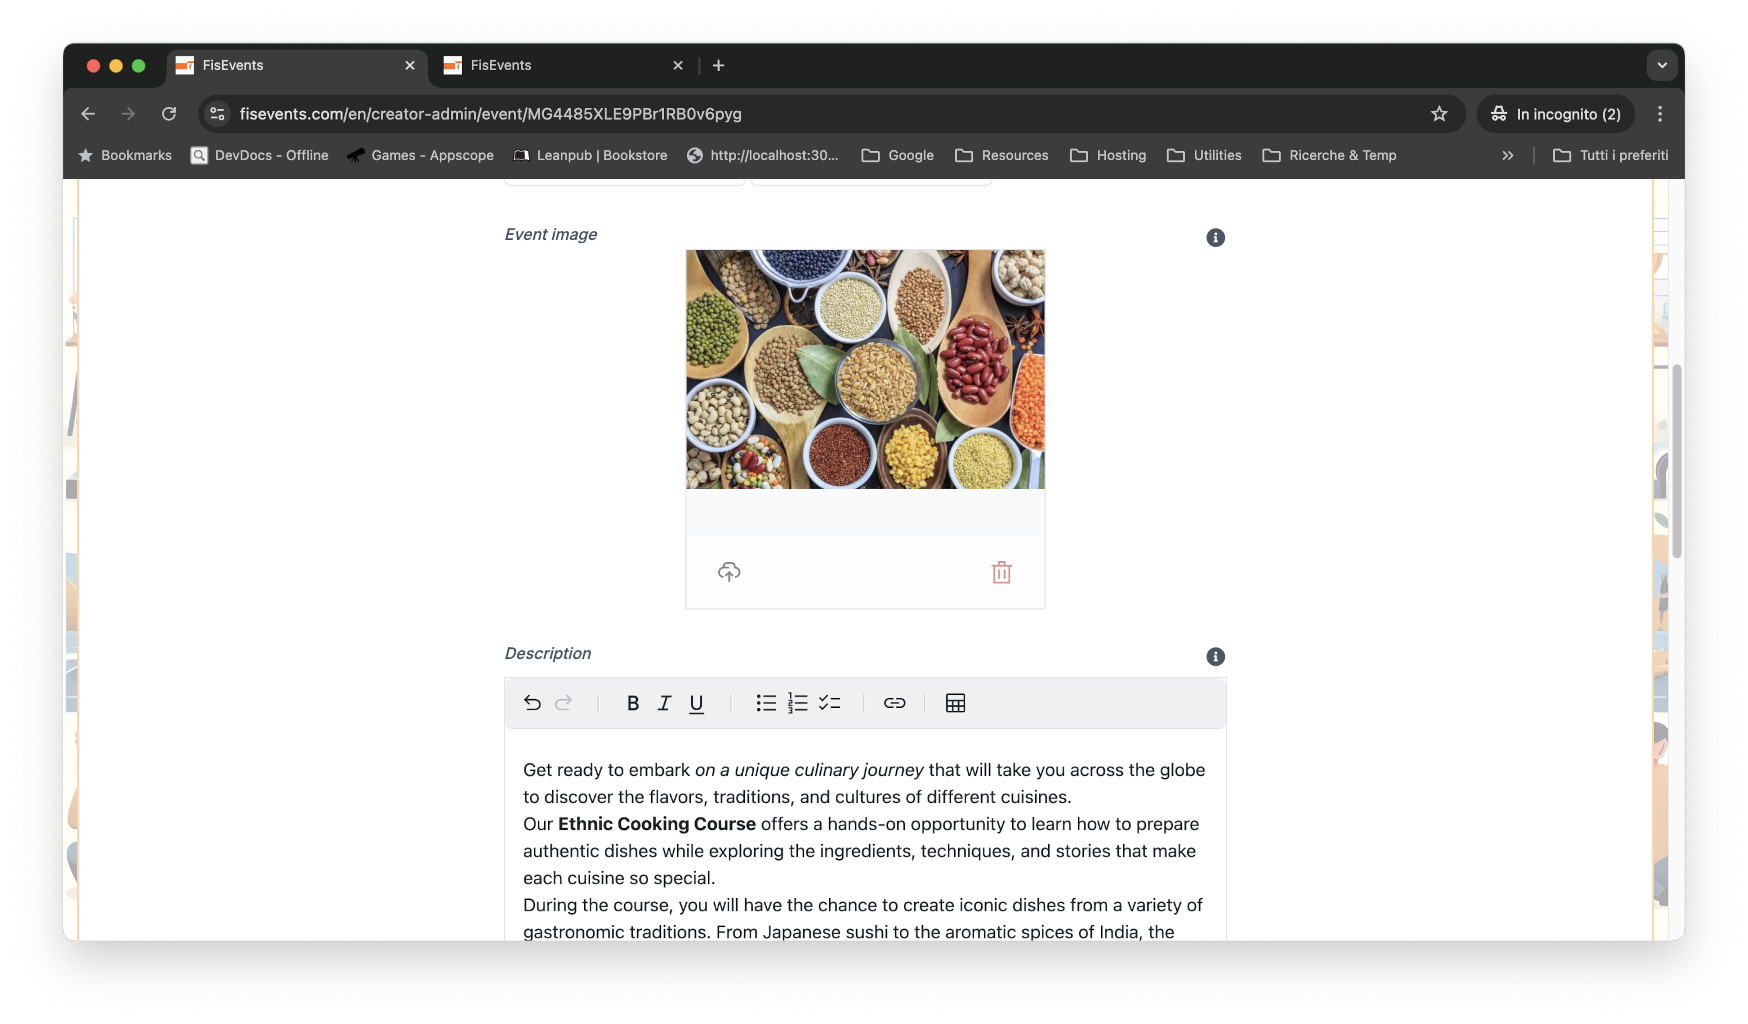 FisEvents
FisEvents
fisevents.com/en/creator-admin/event/MG4485XLE9PBr1RB0v6pyg
In incognito (2)
Bookmarks
DevDocs - Offline
Games - Appscope
Leanpub | Bookstore
http://localhost:30...
Google
Resources
Hosting
Utilities
Ricerche & Temp
Tutti i preferiti
Event image
Description
B I U
Get ready to embark on a unique culinary journey that will take you across the globe
to discover the flavors, traditions, and cultures of different cuisines.
Our Ethnic Cooking Course offers a hands-on opportunity to learn how to prepare
authentic dishes while exploring the ingredients, techniques, and stories that make
each cuisine so special.
During the course, you will have the chance to create iconic dishes from a variety of
gastronomic traditions. From Japanese sushi to the aromatic spices of India, the